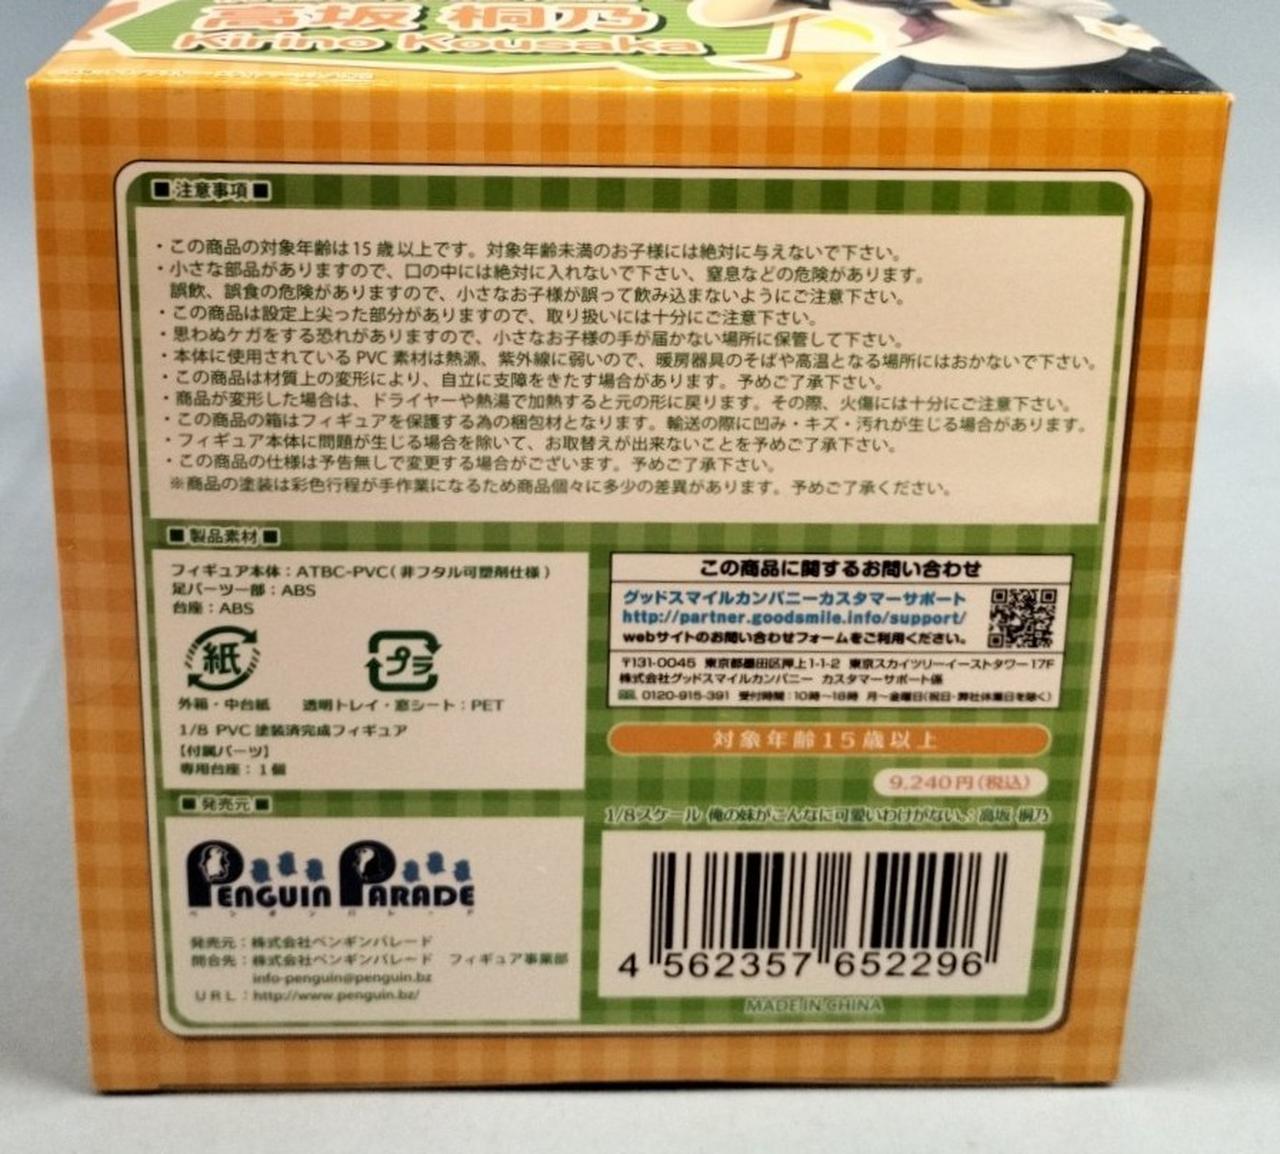 高坂 桐乃
Kirino Kousaka
■注意事項■
・この商品の対象年齢は15歳以上です。対象年齢未満のお子様には絶対に与えないで下さい。
・小さな部品がありますので、口の中には絶対に入れないで下さい、窒息などの危険があります。
誤飲、誤食の危険がありますので、小さなお子様が誤って飲み込まないようにご注意下さい。
・この商品は設定上尖った部分がありますので、取り扱いには十分にご注意下さい。
・思わぬケガをする恐れがありますので、小さなお子様の手が届かない場所に保管して下さい。
・本体に使用されているPVC素材は熱源、紫外線に弱いので、暖房器具のそばや高温となる場所にはおかないで下さい。
・この商品は材質上の変形により、自立に支障をきたす場合があります。予めご了承下さい。
・商品が変形した場合は、ドライヤーや熱湯で加熱すると元の形に戻ります。その際、火傷には十分にご注意下さい。
・この商品の箱はフィギュアを保護する為の梱包材となります。輸送の際に凹み・キズ・汚れが生じる場合があります。
・フィギュア本体に問題が生じる場合を除いて、お取替えが出来ないことを予めご了承下さい。
・この商品の仕様は予告無しで変更する場合がございます。予めご了承下さい。
※商品の塗装は彩色行程が手作業になるため商品個々に多少の差異があります。予めご了承ください。
■製品素材■
フィギュア本体：ATBC-PVC(非フタル可塑剤仕様)
足パーツ一部：ABS
台座：ABS
紙
プラ
外箱・中台紙 透明トレイ・窓シート：PET
1/8 PVC塗装済完成フィギュア
【付属パーツ】
専用台座：1個
この商品に関するお問い合わせ
グッドスマイルカンパニーカスタマーサポート
http://partner.goodsmile.info/support/
webサイトのお問い合わせフォームをご利用ください。
〒131-0045 東京都墨田区押上1-1-2 東京スカイツリーイーストタワー17F
株式会社グッドスマイルカンパニー カスタマーサポート係
0120-915-391 受付時間：10時～18時 月～金曜日(祝日・弊社休業日を除く)
対象年齢15歳以上
9,240円(税込)
1/8スケール 俺の妹がこんなに可愛いわけがない。：高坂 桐乃
4 562357 652296
MADE IN CHINA
■発売元■
PENGUIN PARADE
ペンギンパレード
発売元：株式会社ペンギンパレード
問合先：株式会社ペンギンパレード フィギュア事業部
info-penguin@penguin.bz
URL：http://www.penguin.bz/